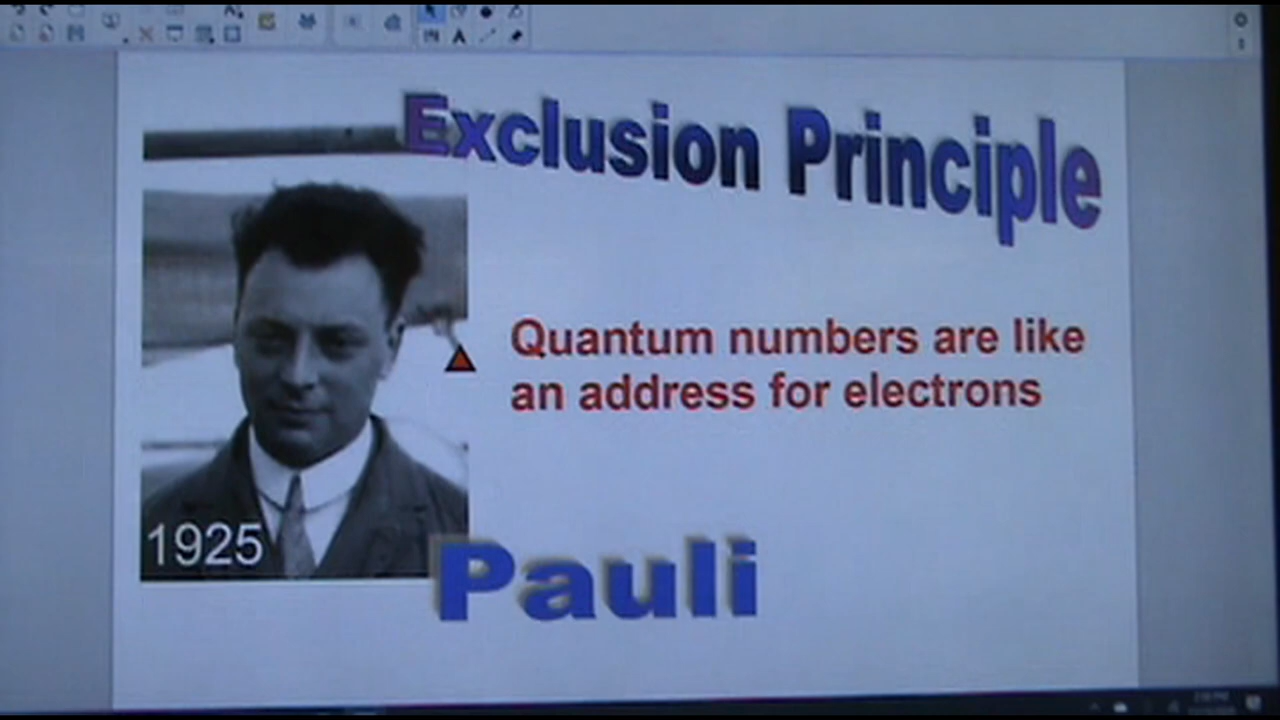 Exclusion Principle
Quantum numbers are like
an address for electrons
1925
Pauli